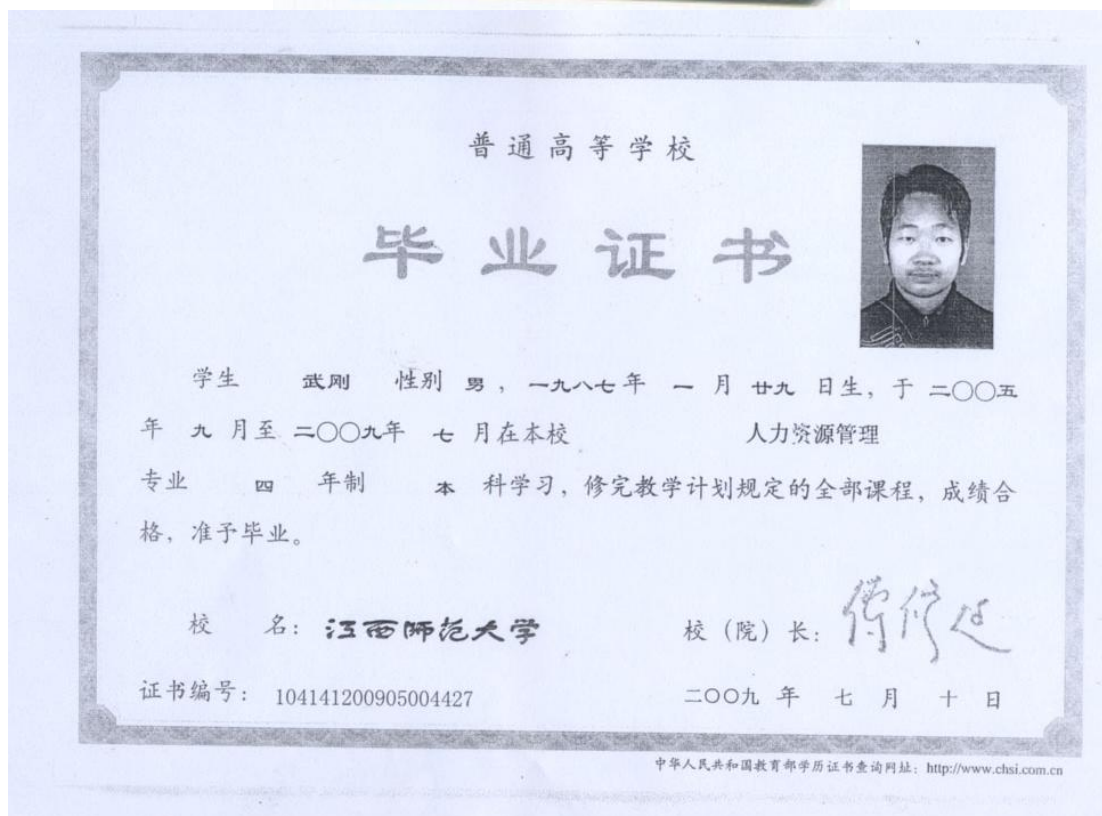 普通高等学校
毕业证书
学生 武刚 性别 男，一九八七年 一 月 廿九 日生，于 二〇〇五
年 九 月至 二〇〇九年 七 月在本校 人力资源管理
专业 四 年制 本 科学习，修完教学计划规定的全部课程，成绩合
格，准予毕业。
校 名：江西师范大学
校（院）长：
证书编号：104141200905004427
二〇〇九 年 七 月 十 日
中华人民共和国教育部学历证书查询网址：http://www.chsi.com.cn